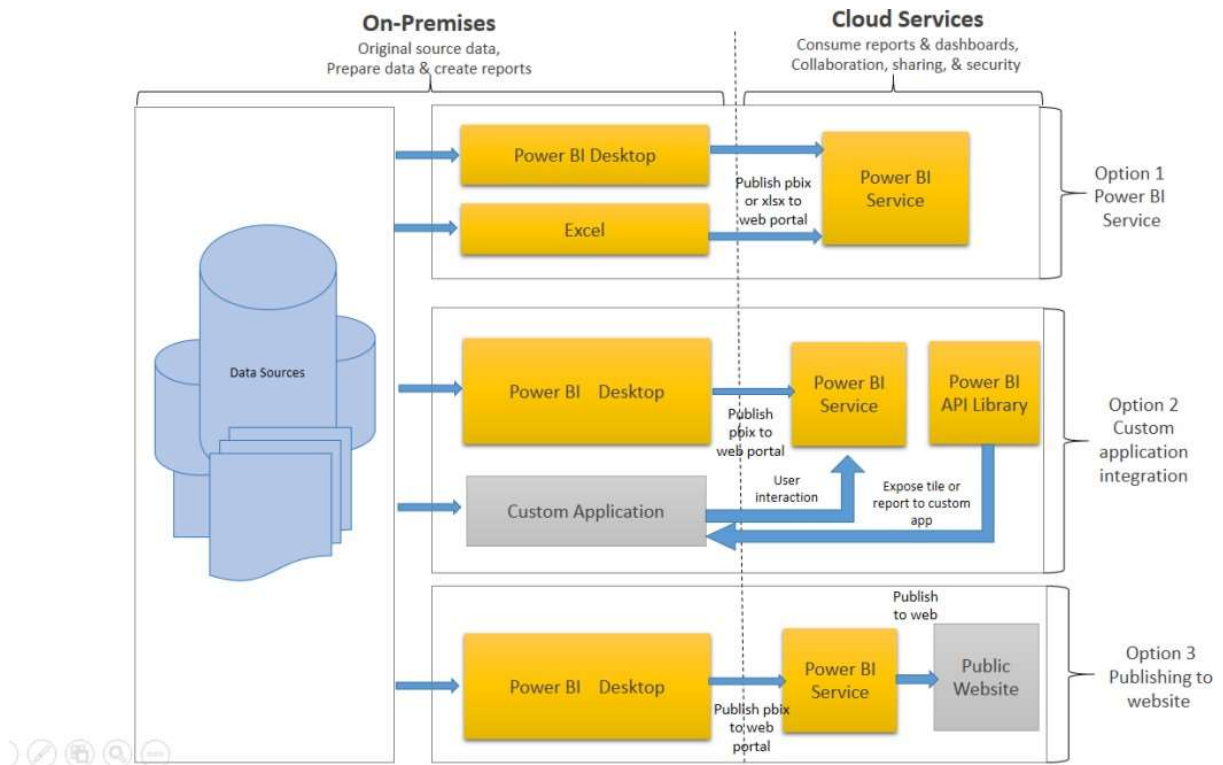 On-Premises
Original source data,
Prepare data & create reports
Cloud Services
Consume reports & dashboards,
Collaboration, sharing, & security
Data Sources
Power BI Desktop
Excel
Publish pbix
or xlsx to
web portal
Power BI
Service
Option 1
Power BI
Service
Power BI Desktop
Publish
pbix to
web portal
Power BI
Service
Power BI
API Library
Custom Application
User
interaction
Expose tile or
report to custom
app
Option 2
Custom
application
integration
Power BI Desktop
Publish pbix
to web
portal
Power BI
Service
Publish
to web
Public
Website
Option 3
Publishing to
website